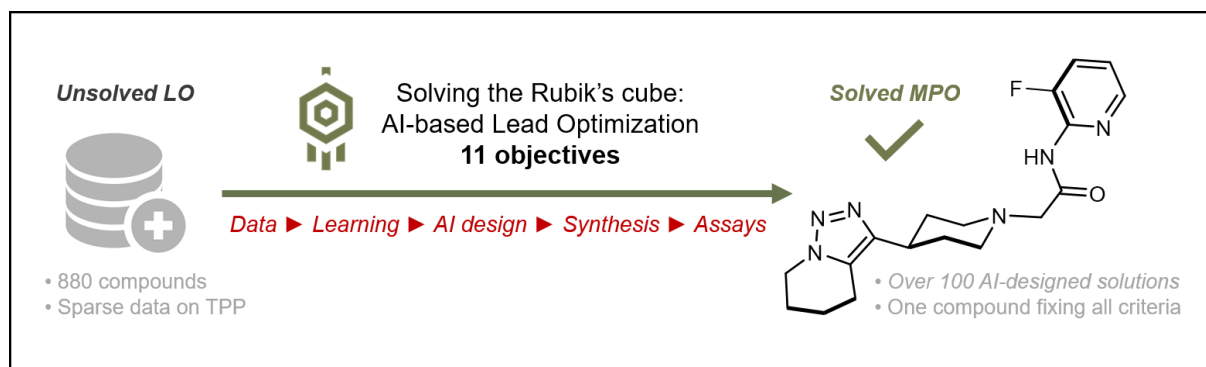 Unsolved LO
• 880 compounds
• Sparse data on TPP
Solving the Rubik's cube:
AI-based Lead Optimization
11 objectives
Data ► Learning ► AI design ► Synthesis ► Assays
Solved MPO
F
N
HN
O
N
N
N
N
• Over 100 AI-designed solutions
• One compound fixing all criteria